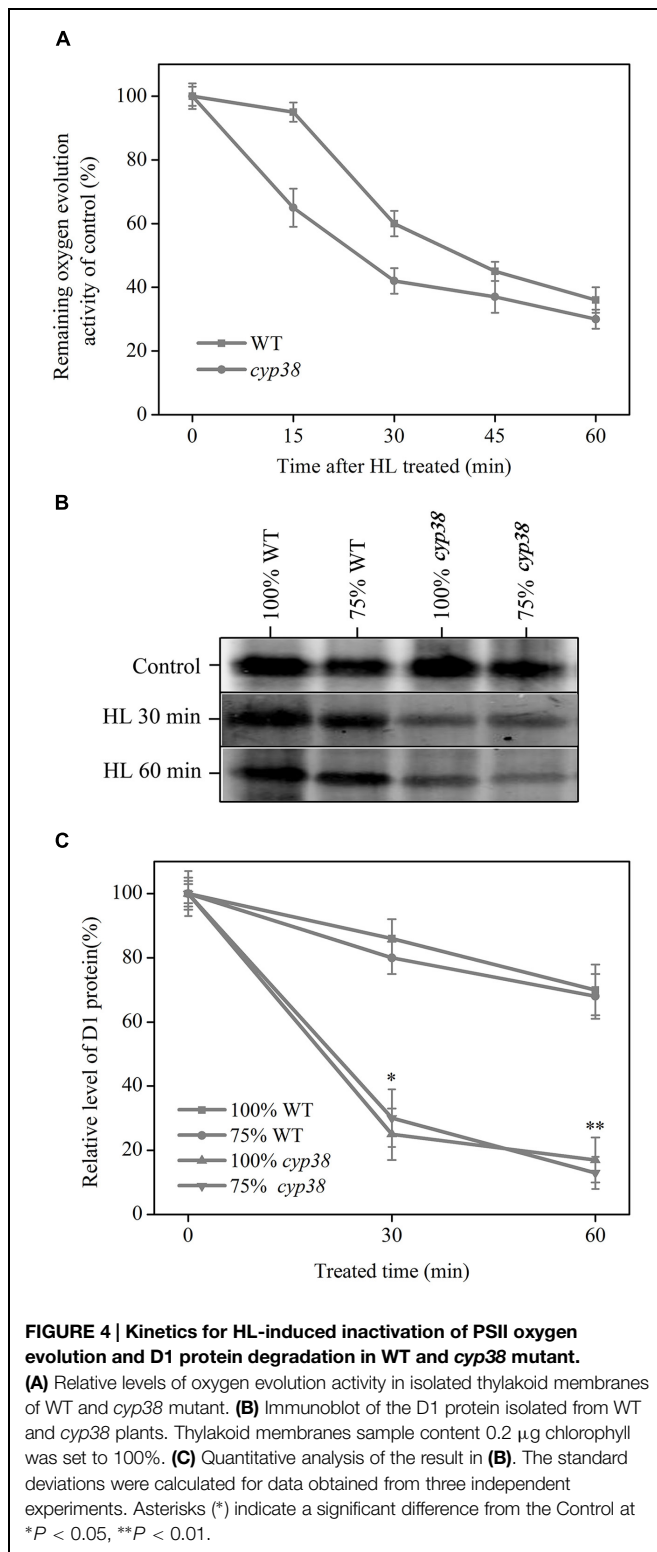 A
Remaining oxygen evolution
activity of control (%)
100
80
60
40
20
0
WT
cyp38
0 15 30 45 60
Time after HL treated (min)
B
100% WT
75% WT
100% cyp38
75% cyp38
Control
HL 30 min
HL 60 min
C
Relative level of D1 protein(%)
100
80
60
40
20
0
*
**
100% WT
75% WT
100% cyp38
75% cyp38
0 30 60
Treated time (min)
FIGURE 4 | Kinetics for HL-induced inactivation of PSII oxygen
evolution and D1 protein degradation in WT and cyp38 mutant.
(A) Relative levels of oxygen evolution activity in isolated thylakoid membranes
of WT and cyp38 mutant. (B) Immunoblot of the D1 protein isolated from WT
and cyp38 plants. Thylakoid membranes sample content 0.2 μg chlorophyll
was set to 100%. (C) Quantitative analysis of the result in (B). The standard
deviations were calculated for data obtained from three independent
experiments. Asterisks (*) indicate a significant difference from the Control at
*P < 0.05, **P < 0.01.